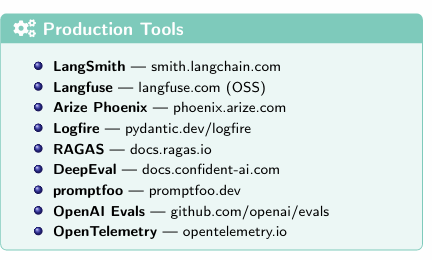 Production Tools
LangSmith — smith.langchain.com
Langfuse — langfuse.com (OSS)
Arize Phoenix — phoenix.arize.com
Logfire — pydantic.dev/logfire
RAGAS — docs.ragas.io
DeepEval — docs.confident-ai.com
promptfoo — promptfoo.dev
OpenAI Evals — github.com/openai/evals
OpenTelemetry — opentelemetry.io